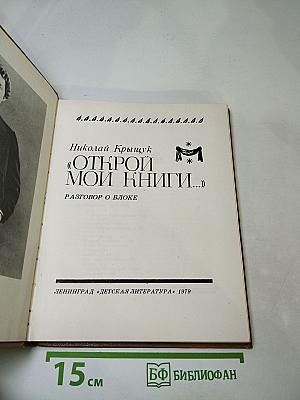 Николай Крыщук
«ОТКРОЙ
МОИ КНИГИ...»
РАЗГОВОР О БЛОКЕ
ЛЕНИНГРАД «ДЕТСКАЯ ЛИТЕРАТУРА» 1979
15 см
БФ БИБЛИОФАН